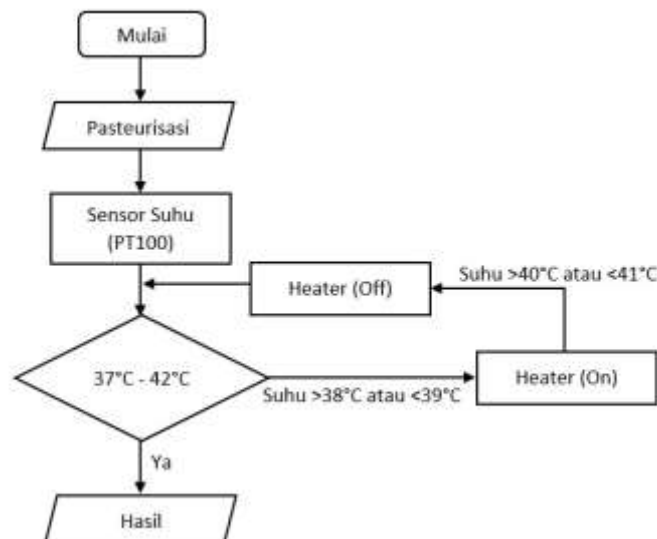 Mulai
Pasteurisasi
Sensor Suhu
(PT100)
Heater (Off)
Suhu >40°C atau <41°C
37°C - 42°C
Suhu >38°C atau <39°C
Heater (On)
Ya
Hasil